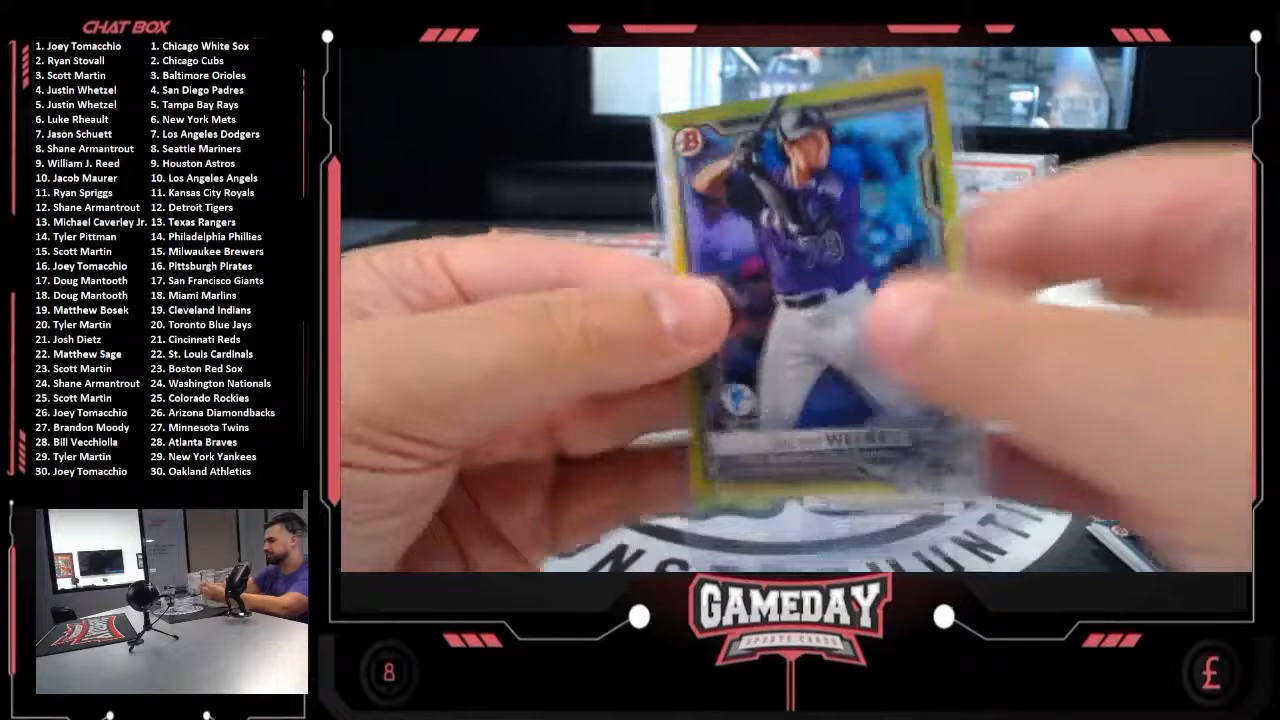 CHAT BOX
1. Joey Tomacchio 1. Chicago White Sox
2. Ryan Stovall 2. Chicago Cubs
3. Scott Martin 3. Baltimore Orioles
4. Justin Whetzel 4. San Diego Padres
5. Justin Whetzel 5. Tampa Bay Rays
6. Luke Rheault 6. New York Mets
7. Jason Schuett 7. Los Angeles Dodgers
8. Shane Armantrout 8. Seattle Mariners
9. William J. Reed 9. Houston Astros
10. Jacob Maurer 10. Los Angeles Angels
11. Ryan Spriggs 11. Kansas City Royals
12. Shane Armantrout 12. Detroit Tigers
13. Michael Caverley Jr. 13. Texas Rangers
14. Tyler Pittman 14. Philadelphia Phillies
15. Scott Martin 15. Milwaukee Brewers
16. Joey Tomacchio 16. Pittsburgh Pirates
17. Doug Mantooth 17. San Francisco Giants
18. Doug Mantooth 18. Miami Marlins
19. Matthew Bosek 19. Cleveland Indians
20. Tyler Martin 20. Toronto Blue Jays
21. Josh Dietz 21. Cincinnati Reds
22. Matthew Sage 22. St. Louis Cardinals
23. Scott Martin 23. Boston Red Sox
24. Shane Armantrout 24. Washington Nationals
25. Scott Martin 25. Colorado Rockies
26. Joey Tomacchio 26. Arizona Diamondbacks
27. Brandon Moody 27. Minnesota Twins
28. Bill Vecchiolla 28. Atlanta Braves
29. Tyler Martin 29. New York Yankees
30. Joey Tomacchio 30. Oakland Athletics
B
79
GAMEDAY
SPORTS CARDS
8
£